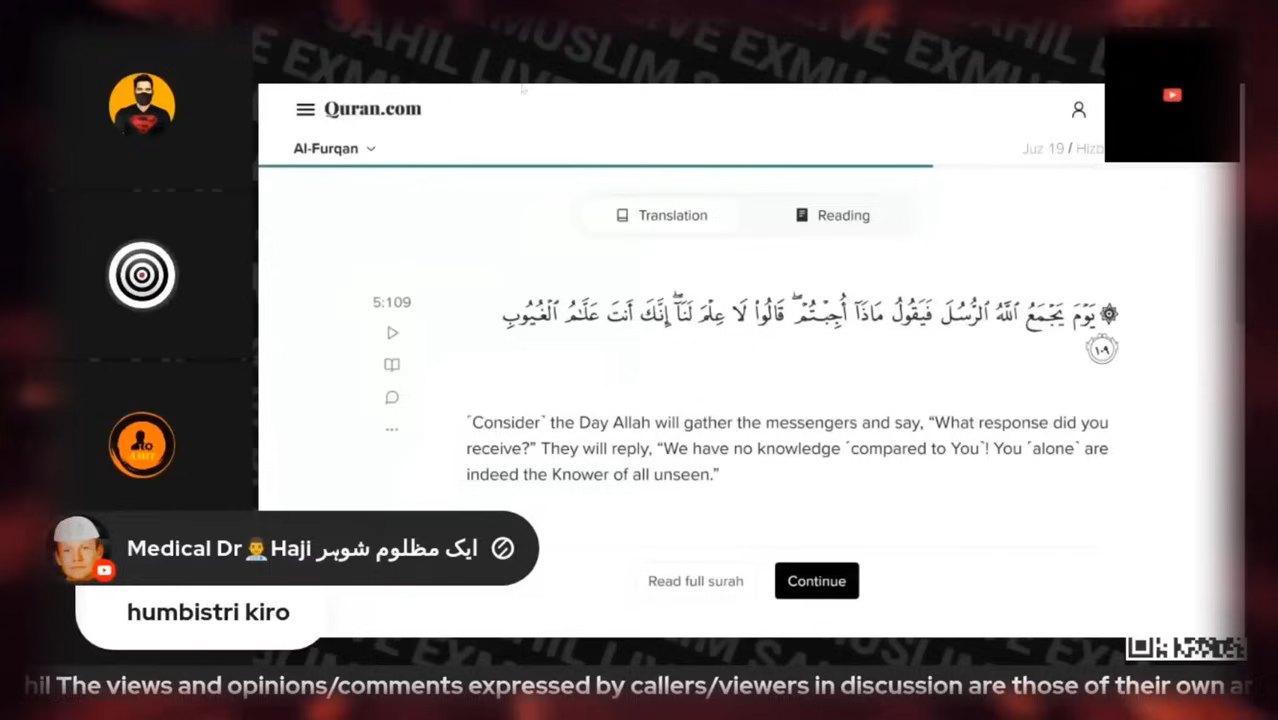 SAHIL LIVE EXMUSLIM
Quran.com
Al-Furqan
Juz 19 / Hizb
Translation
Reading
5:109
۞ يَوْمَ يَجْمَعُ ٱللَّهُ ٱلرُّسُلَ فَيَقُولُ مَاذَآ أُجِبْتُمْ ۖ قَالُوا۟ لَا عِلْمَ لَنَآ ۖ إِنَّكَ أَنتَ عَلَّـٰمُ ٱلْغُيُوبِ
١٠٩
˹Consider˺ the Day Allah will gather the messengers and say, “What response did you
receive?” They will reply, “We have no knowledge ˹compared to You˺! You ˹alone˺ are
indeed the Knower of all unseen.”
Medical Dr👨‍⚕️Haji ایک مظلوم شوہر
humbistri kiro
Read full surah
Continue
hil The views and opinions/comments expressed by callers/viewers in discussion are those of their own